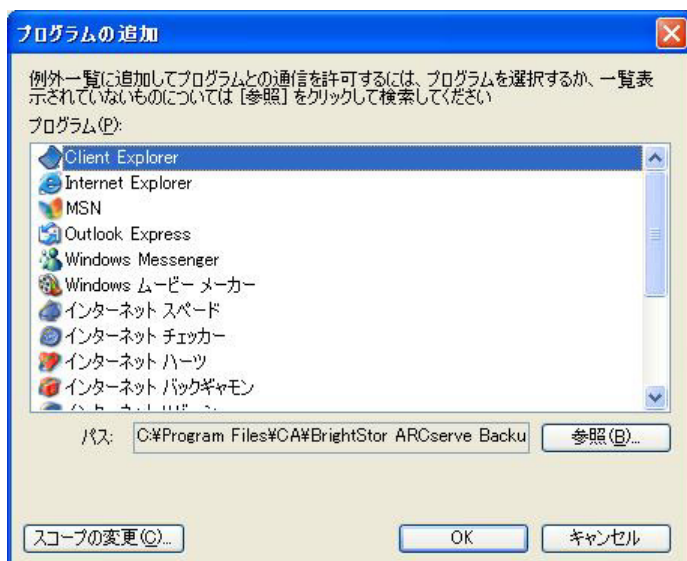 プログラムの追加
例外一覧に追加してプログラムとの通信を許可するには、プログラムを選択するか、一覧表
示されていないものについては [参照] をクリックして検索してください
プログラム(P):
Client Explorer
Internet Explorer
MSN
Outlook Express
Windows Messenger
Windows ムービー メーカー
インターネット スペード
インターネット チェッカー
インターネット ハーツ
インターネット バックギャモン
パス: C:¥Program Files¥CA¥BrightStor ARCserve Backu 参照(B)...
スコープの変更(C)... OK キャンセル